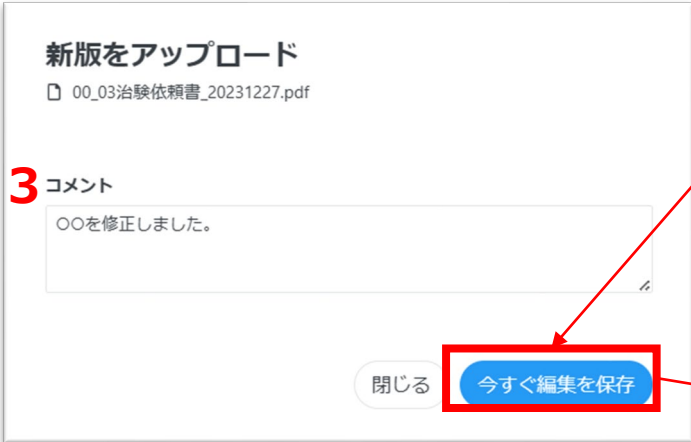 新版をアップロード
00_03治験依頼書_20231227.pdf
3 コメント
〇〇を修正しました。
閉じる 今すぐ編集を保存